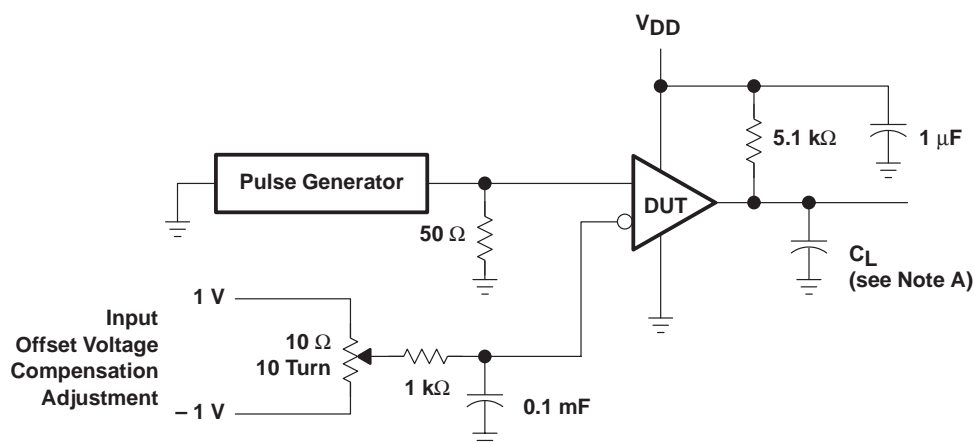 VDD
5.1 kΩ
1 μF
Pulse Generator
DUT
50 Ω
CL
(see Note A)
1 V
Input
Offset Voltage
Compensation
Adjustment
10 Ω
10 Turn
1 kΩ
0.1 mF
– 1 V